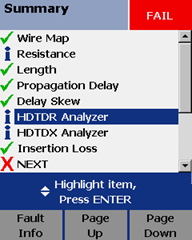 Summary
FAIL
Wire Map
Resistance
Length
Propagation Delay
Delay Skew
HDTDR Analyzer
HDTDX Analyzer
Insertion Loss
NEXT
Highlight item,
Press ENTER
Fault
Info
Page
Up
Page
Down